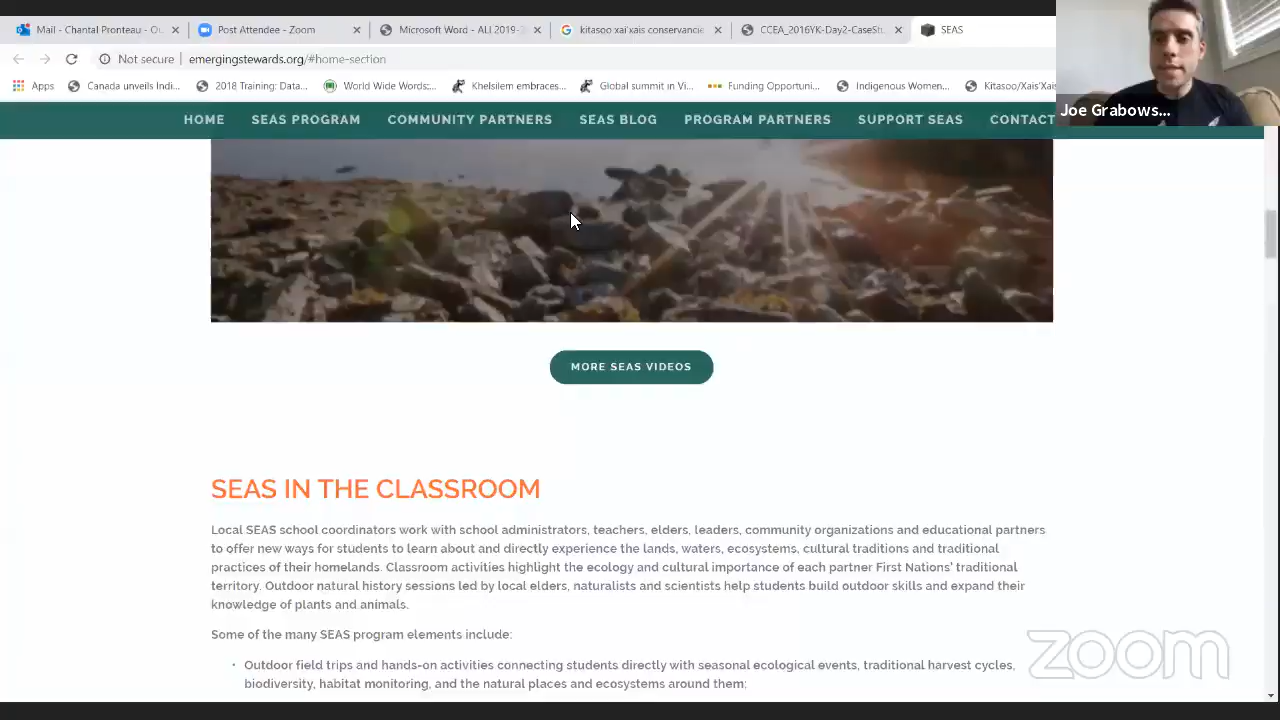 Mail - Chantal Pronteau - Ou
Post Attendee - Zoom
Microsoft Word - ALI 2019-
kitasoo xai'xais conservancie
CCEA_2016YK-Day2-CaseStu
SEAS
Not secure | emergingstewards.org/#home-section
Apps
Canada unveils Indi...
2018 Training: Data...
World Wide Words:...
Khelsilem embraces...
Global summit in Vi...
Funding Opportuni...
Indigenous Women...
Kitasoo/Xais'Xais
Joe Grabows...
HOME
SEAS PROGRAM
COMMUNITY PARTNERS
SEAS BLOG
PROGRAM PARTNERS
SUPPORT SEAS
CONTACT
MORE SEAS VIDEOS
SEAS IN THE CLASSROOM
Local SEAS school coordinators work with school administrators, teachers, elders, leaders, community organizations and educational partners
to offer new ways for students to learn about and directly experience the lands, waters, ecosystems, cultural traditions and traditional
practices of their homelands. Classroom activities highlight the ecology and cultural importance of each partner First Nations' traditional
territory. Outdoor natural history sessions led by local elders, naturalists and scientists help students build outdoor skills and expand their
knowledge of plants and animals.
Some of the many SEAS program elements include:
• Outdoor field trips and hands-on activities connecting students directly with seasonal ecological events, traditional harvest cycles,
biodiversity, habitat monitoring, and the natural places and ecosystems around them;
zoom